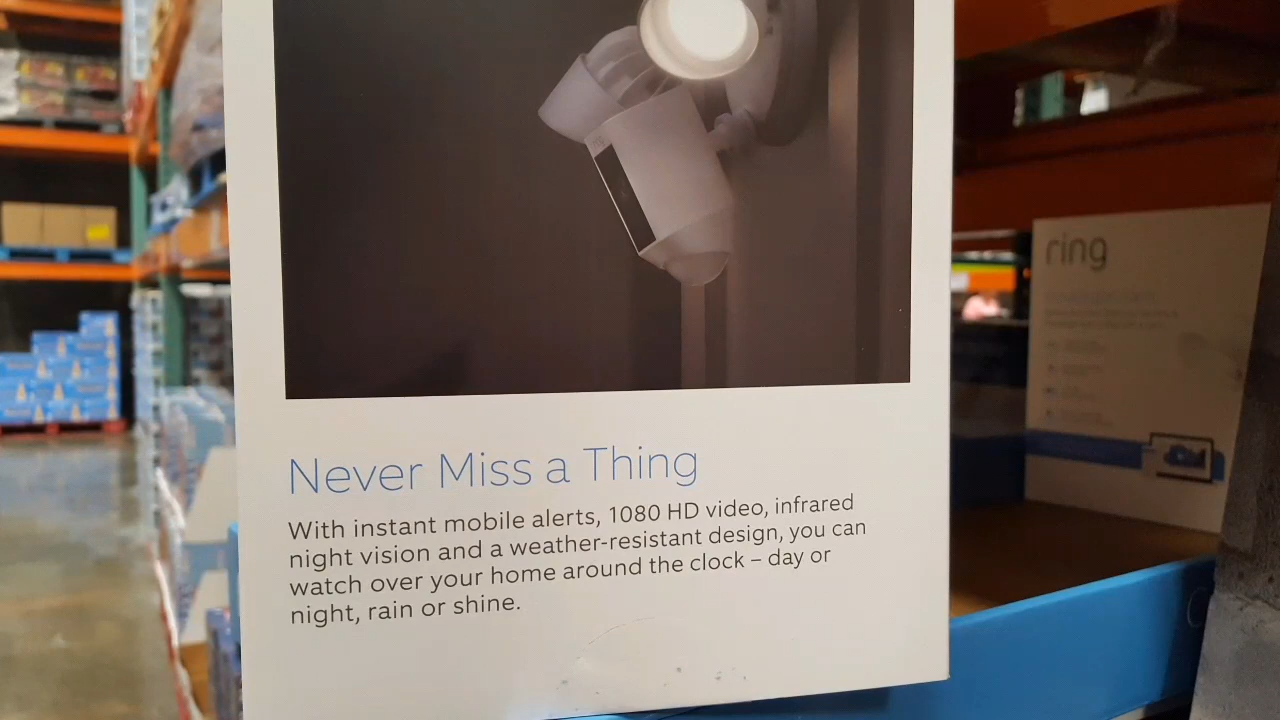 Never Miss a Thing
With instant mobile alerts, 1080 HD video, infrared
night vision and a weather-resistant design, you can
watch over your home around the clock – day or
night, rain or shine.
ring